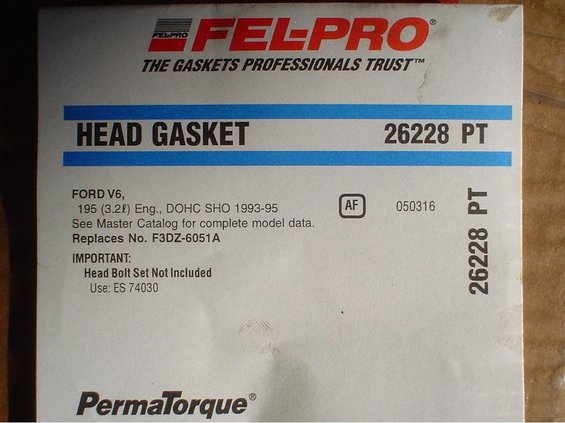 FEL-PRO
FEL-PRO®
THE GASKETS PROFESSIONALS TRUST™
HEAD GASKET 26228 PT
FORD V6,
195 (3.2ℓ) Eng., DOHC SHO 1993-95 AF 050316
See Master Catalog for complete model data.
Replaces No. F3DZ-6051A
IMPORTANT:
Head Bolt Set Not Included
Use: ES 74030
26228 PT
PermaTorque®